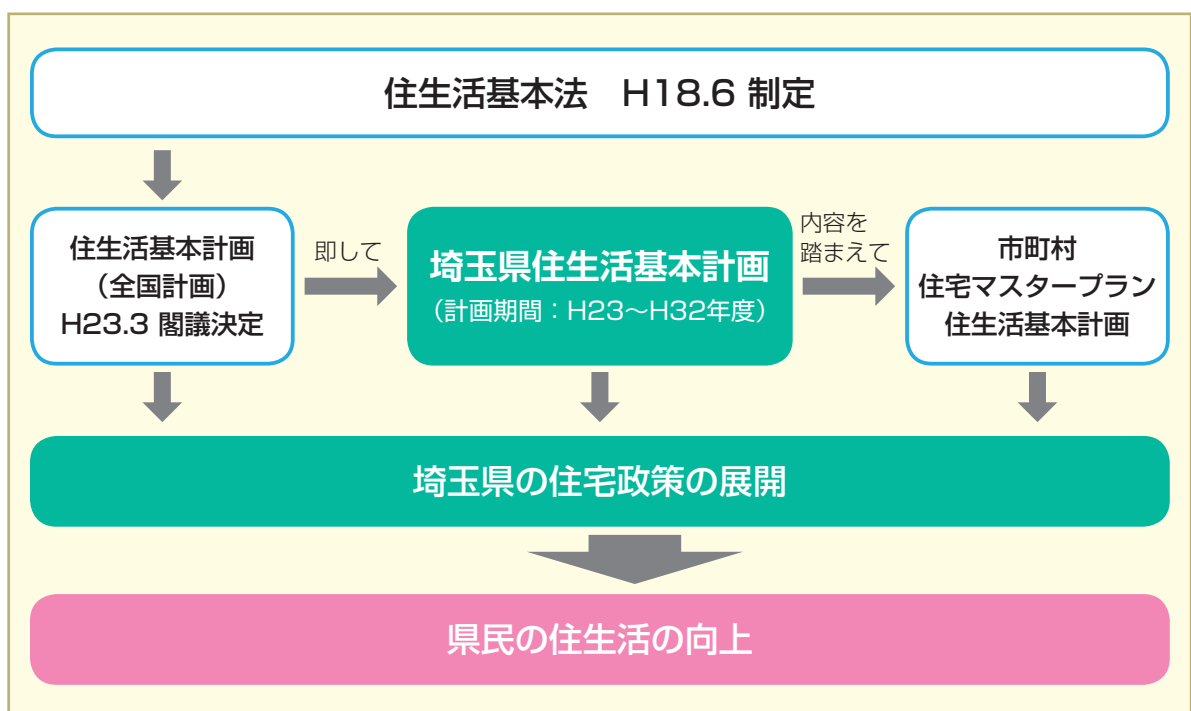 住生活基本法　H18.6 制定
住生活基本計画
（全国計画）
H23.3 閣議決定
即して
埼玉県住生活基本計画
（計画期間：H23～H32年度）
内容を
踏まえて
市町村
住宅マスタープラン
住生活基本計画
埼玉県の住宅政策の展開
県民の住生活の向上